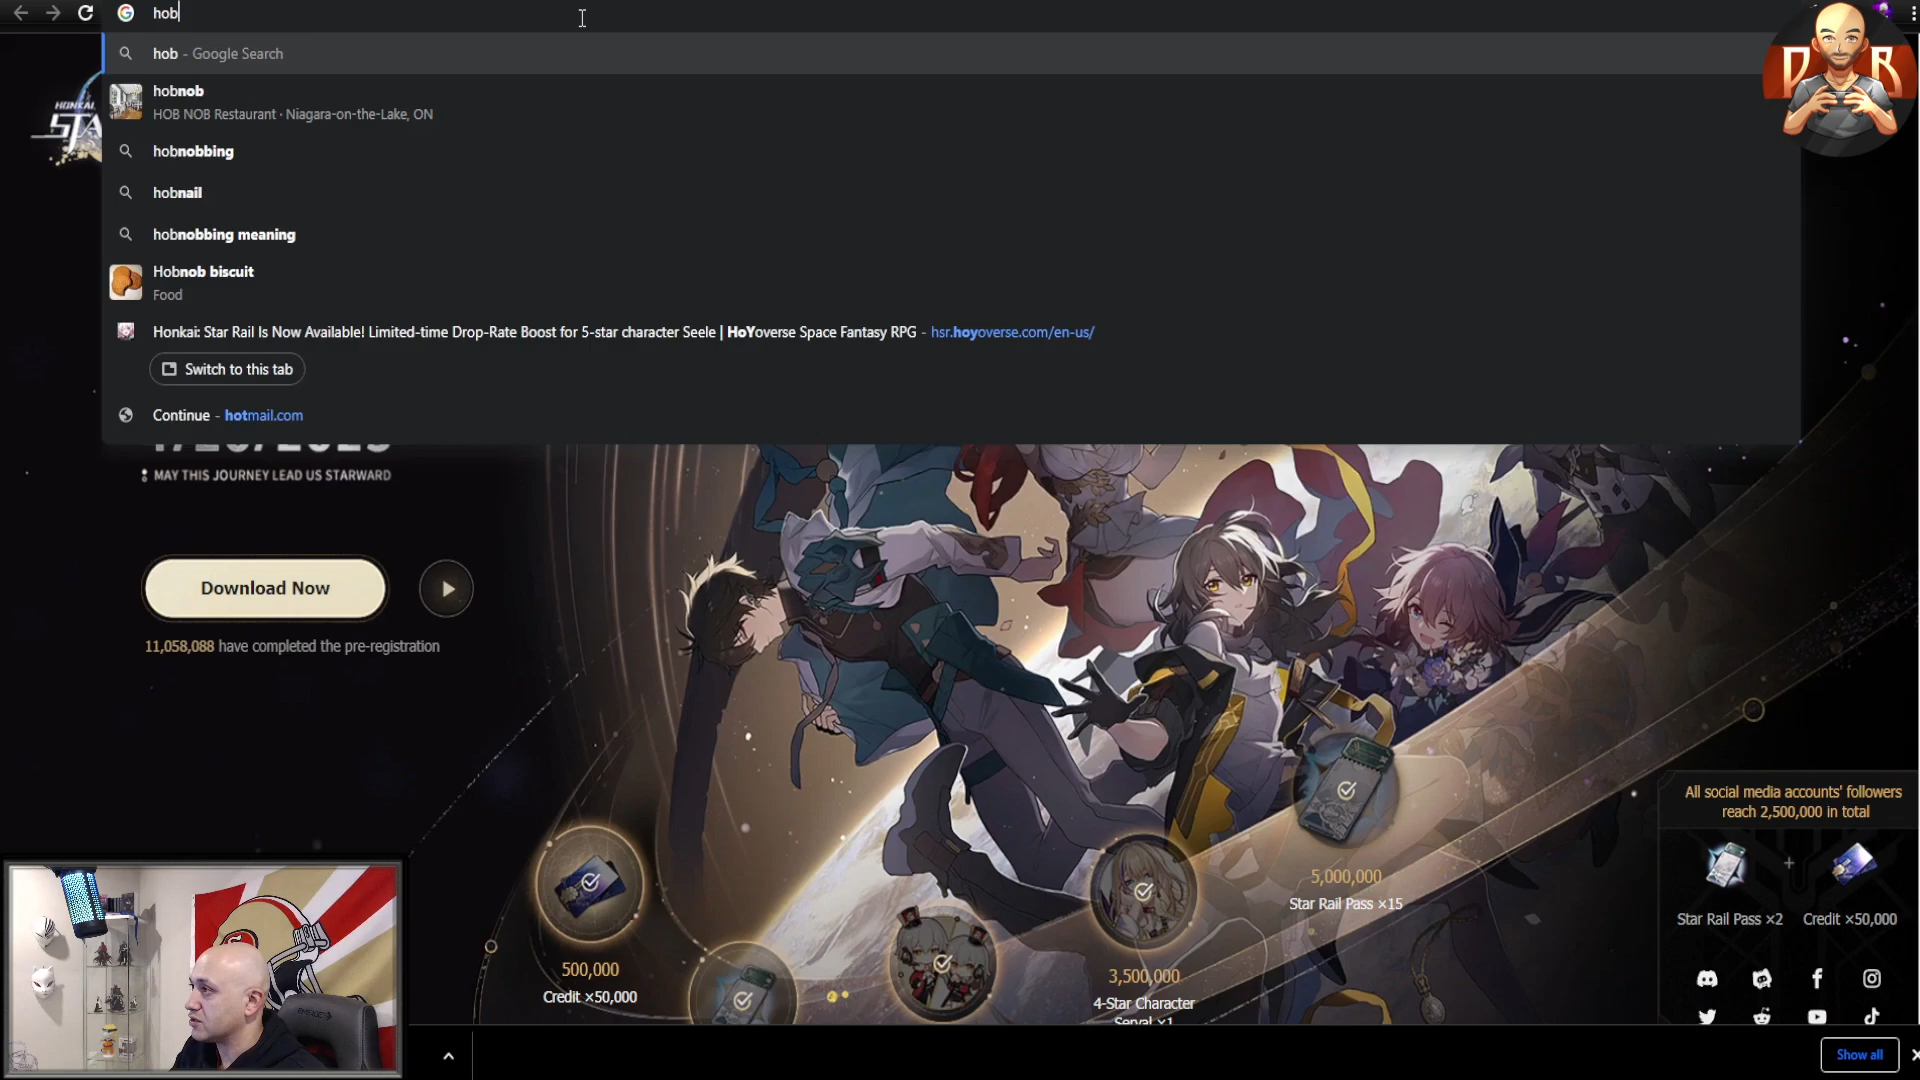 hob
hob - Google Search
hobnob
HOB NOB Restaurant · Niagara-on-the-Lake, ON
hobnobbing
hobnail
hobnobbing meaning
Hobnob biscuit
Food
Honkai: Star Rail Is Now Available! Limited-time Drop-Rate Boost for 5-star character Seele | HoYoverse Space Fantasy RPG - hsr.hoyoverse.com/en-us/
Switch to this tab
Continue - hotmail.com
HONKAI
STA
D B
MAY THIS JOURNEY LEAD US STARWARD
Download Now
11,058,088 have completed the pre-registration
500,000
Credit ×50,000
3,500,000
4-Star Character
Serval ×1
5,000,000
Star Rail Pass ×15
All social media accounts' followers
reach 2,500,000 in total
+
Star Rail Pass ×2 Credit ×50,000
Show all